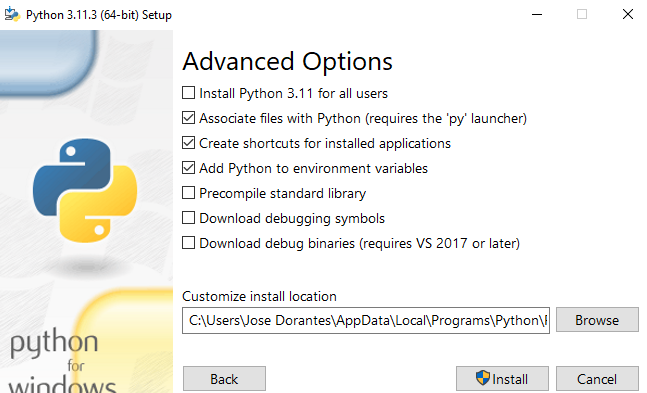 Python 3.11.3 (64-bit) Setup
Advanced Options
Install Python 3.11 for all users
Associate files with Python (requires the 'py' launcher)
Create shortcuts for installed applications
Add Python to environment variables
Precompile standard library
Download debugging symbols
Download debug binaries (requires VS 2017 or later)
Customize install location
C:\Users\Jose Dorantes\AppData\Local\Programs\Python\
Browse
python
for
windows
Back
Install
Cancel